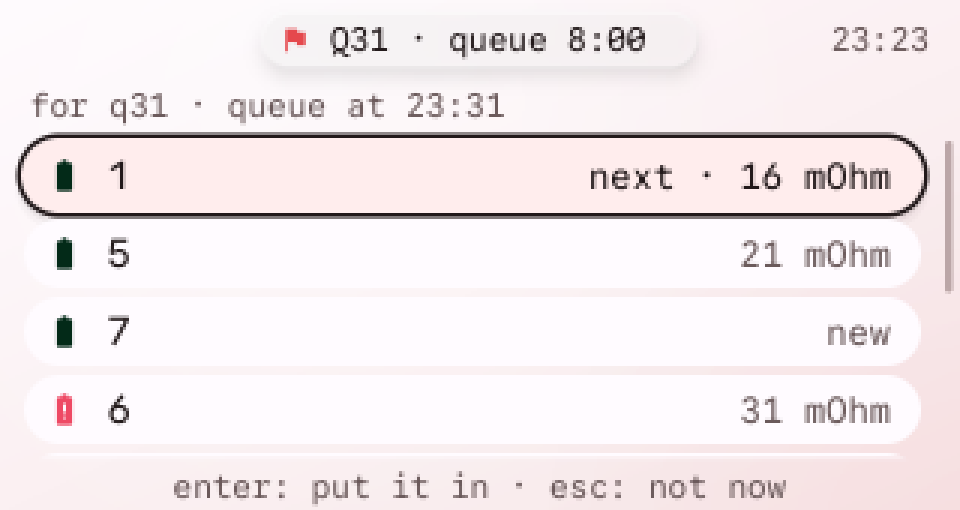 Q31 · queue 8:00
23:23
for q31 · queue at 23:31
1 next · 16 mOhm
5 21 mOhm
7 new
6 31 mOhm
enter: put it in · esc: not now